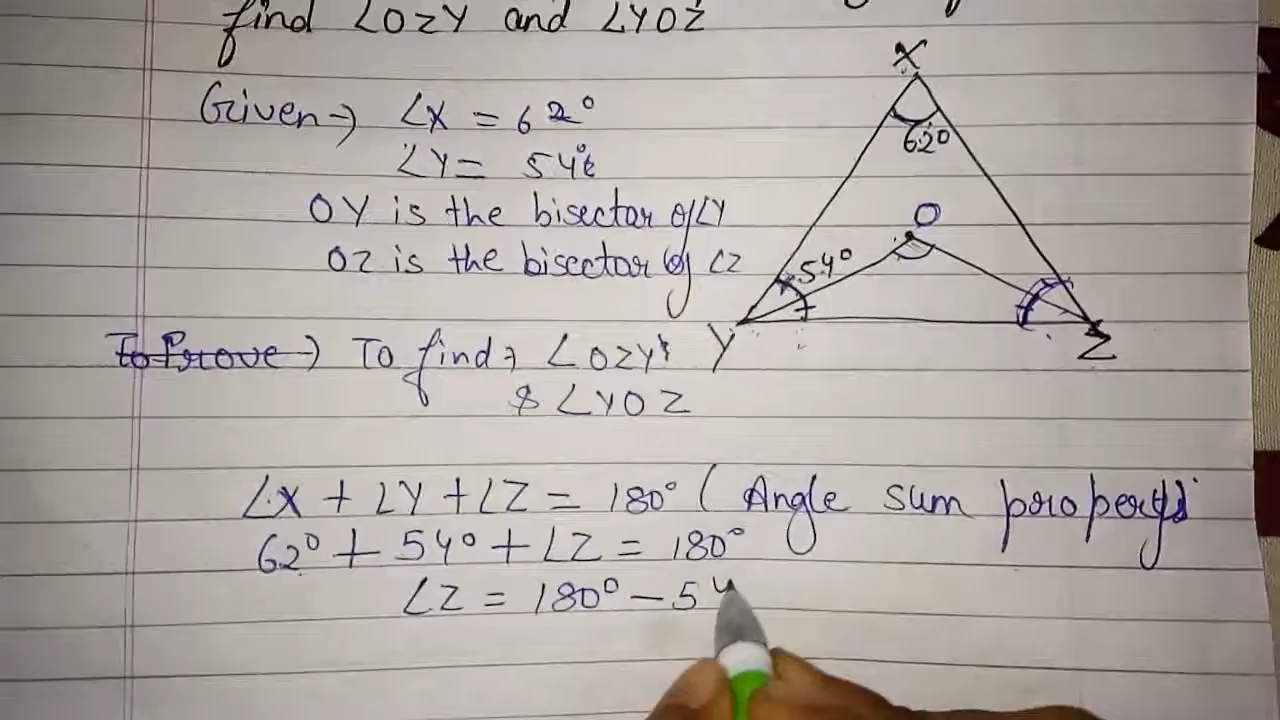 find ∠OZY and ∠YOZ
Given→ ∠X = 62°
∠Y = 54°
OY is the bisector of ∠Y
OZ is the bisector of ∠Z
To Prove→ To find→ ∠OZY
& ∠YOZ
X
62°
O
54°
Y
Z
∠X + ∠Y + ∠Z = 180° (Angle sum property)
62° + 54° + ∠Z = 180°
∠Z = 180° − 54